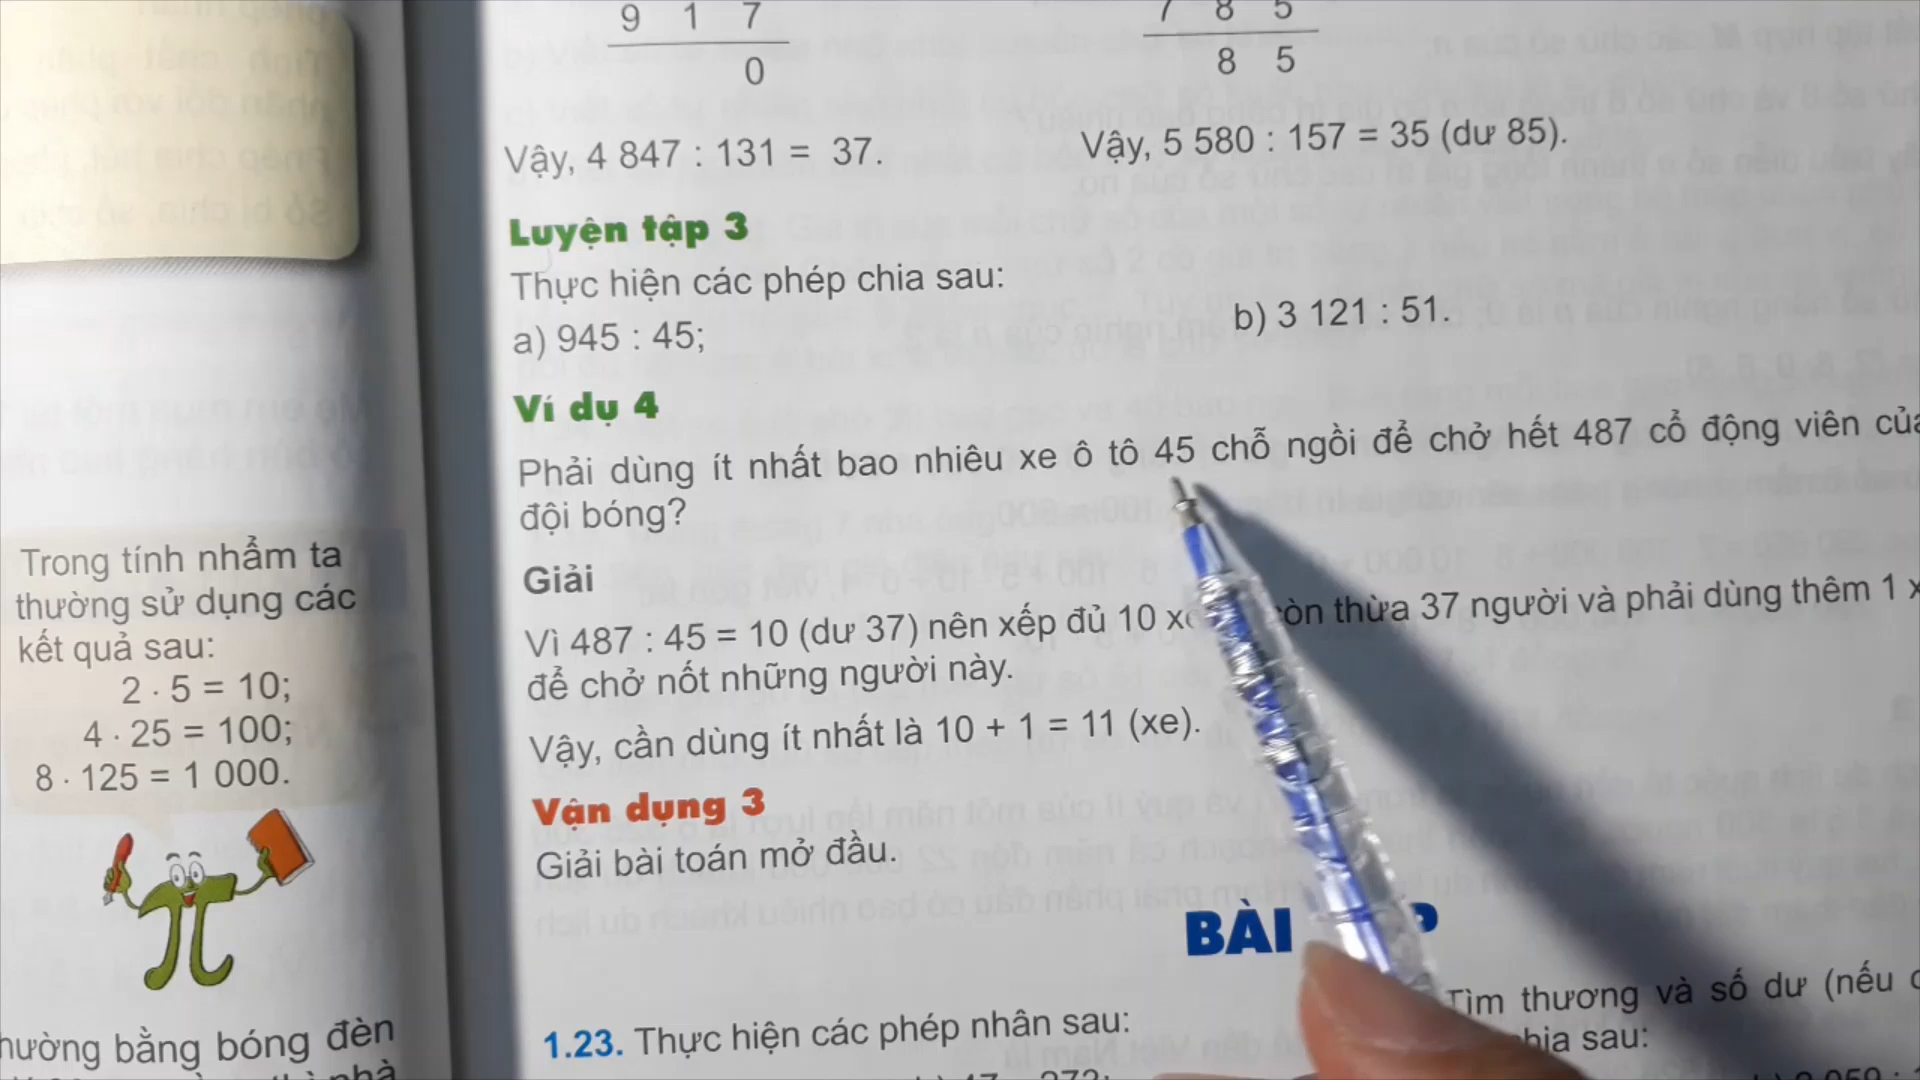 9 1 7
0
7 8 5
8 5
Vậy, 4 847 : 131 = 37.
Vậy, 5 580 : 157 = 35 (dư 85).
Luyện tập 3
Thực hiện các phép chia sau:
a) 945 : 45;
b) 3 121 : 51.
Ví dụ 4
Phải dùng ít nhất bao nhiêu xe ô tô 45 chỗ ngồi để chở hết 487 cổ động viên của
đội bóng?
Giải
Vì 487 : 45 = 10 (dư 37) nên xếp đủ 10 thừa 37 người và phải dùng thêm 1
để chở nốt những người này.
Vậy, cần dùng ít nhất là 10 + 1 = 11 (xe).
Vận dụng 3
Giải bài toán mở đầu.
BÀI
1.23. Thực hiện các phép nhân sau:
Tìm thương và số dư (nếu
sau:
Trong tính nhẩm ta
thường sử dụng các
kết quả sau:
2 · 5 = 10;
4 · 25 = 100;
8 · 125 = 1 000.
bằng bóng đèn